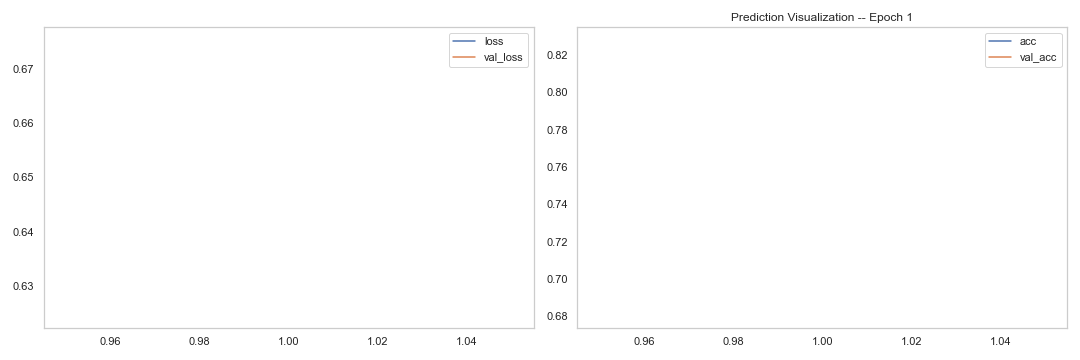 loss
val_loss
0.67
0.66
0.65
0.64
0.63
0.96 0.98 1.00 1.02 1.04
Prediction Visualization -- Epoch 1
acc
val_acc
0.82
0.80
0.78
0.76
0.74
0.72
0.70
0.68
0.96 0.98 1.00 1.02 1.04